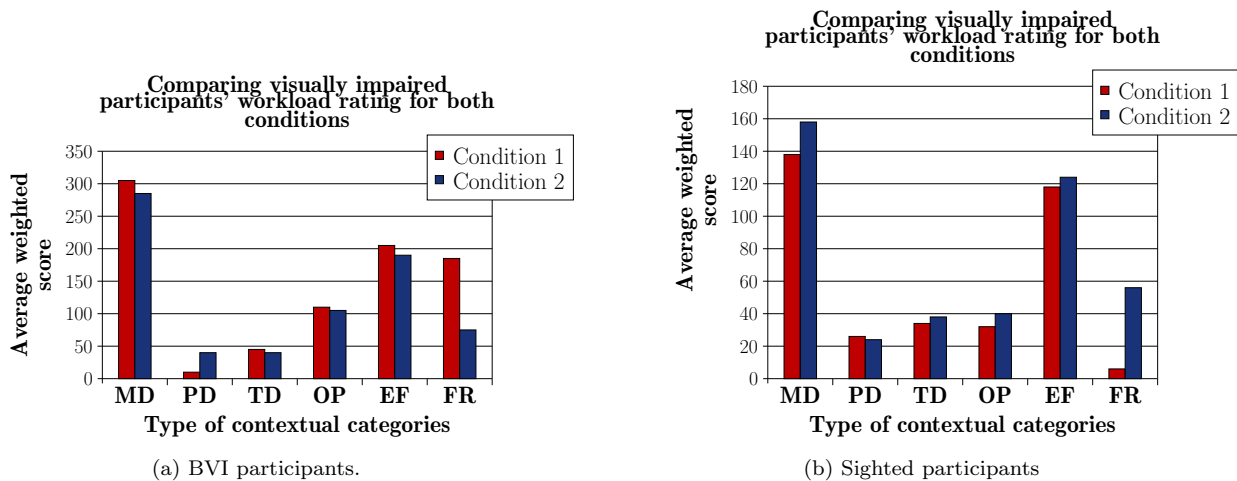 Comparing visually impaired
participants' workload rating for both
conditions
Condition 1
Condition 2
350
300
250
200
150
100
50
0
Average weighted
score
MD PD TD OP EF FR
Type of contextual categories
(a) BVI participants.
Comparing visually impaired
participants' workload rating for both
conditions
Condition 1
Condition 2
180
160
140
120
100
80
60
40
20
0
Average weighted
score
MD PD TD OP EF FR
Type of contextual categories
(b) Sighted participants